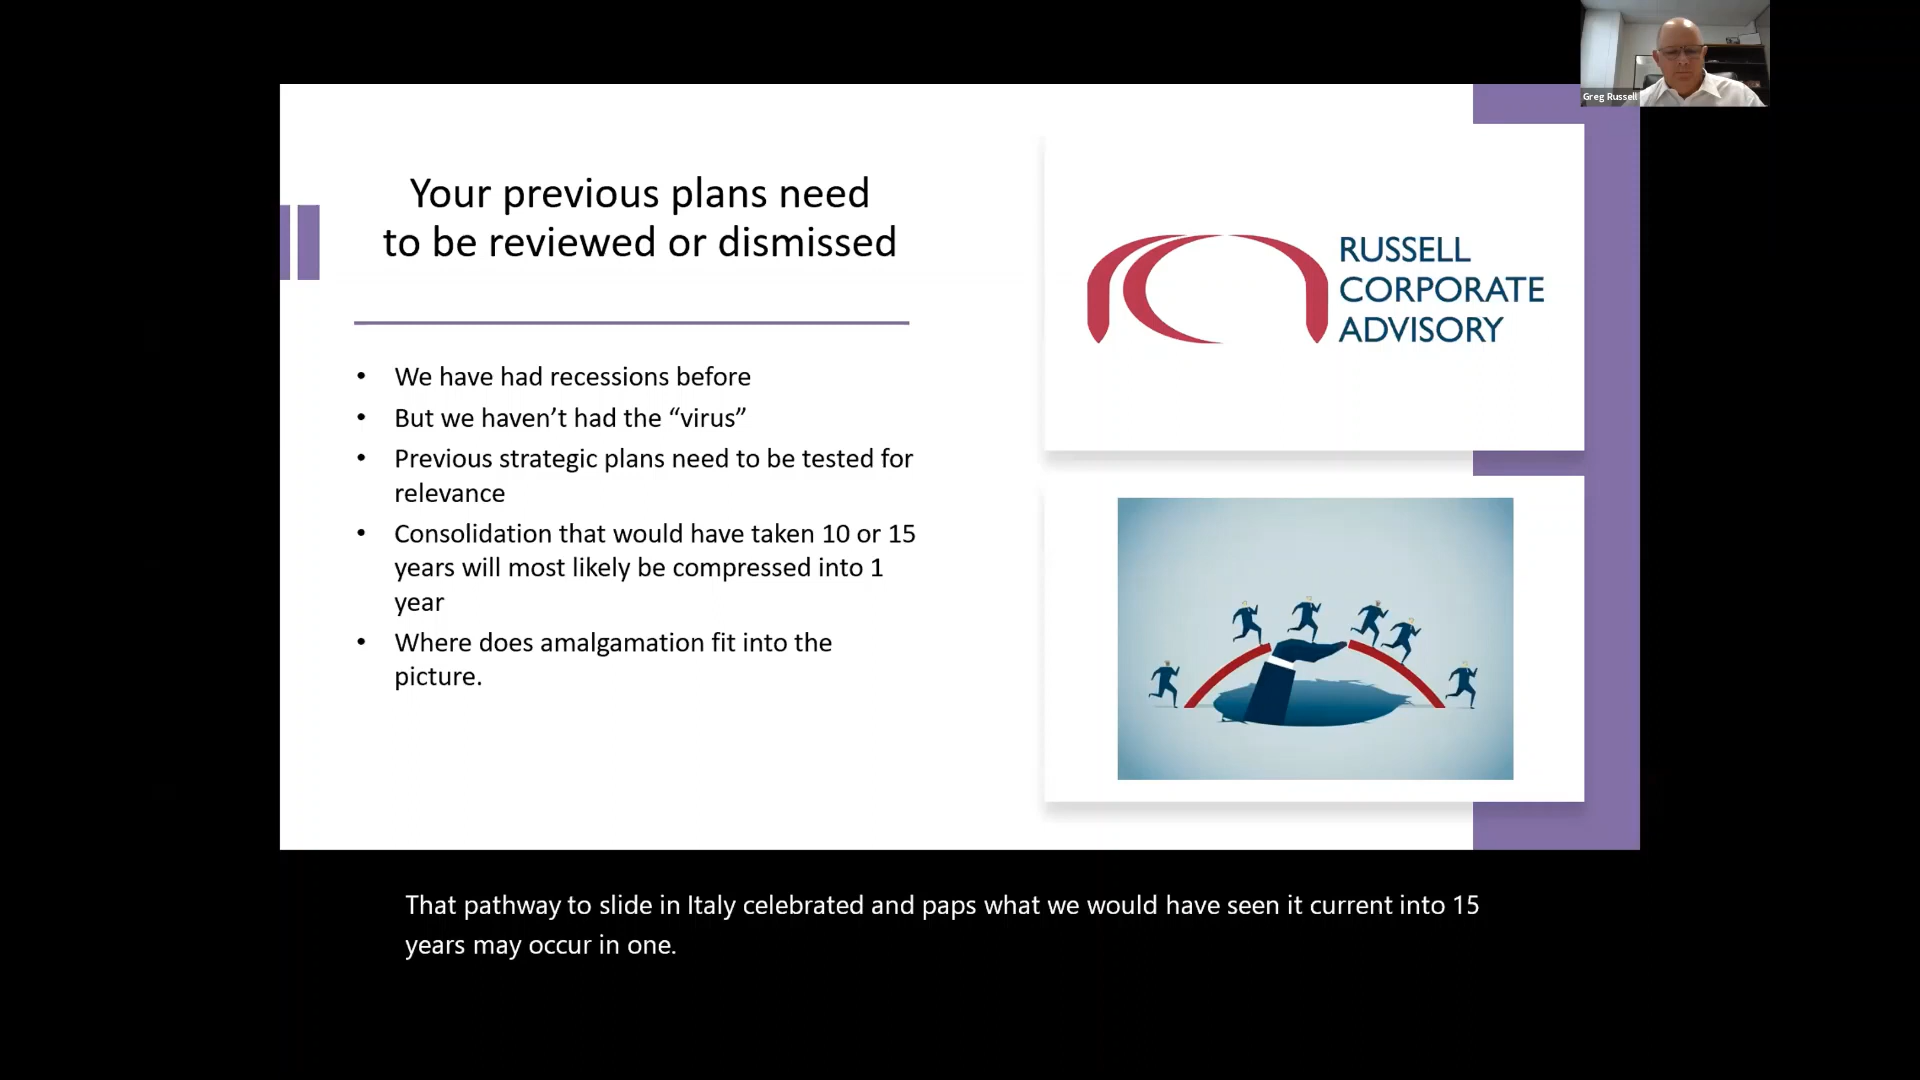 Greg Russell
Your previous plans need
to be reviewed or dismissed
• We have had recessions before
• But we haven’t had the “virus”
• Previous strategic plans need to be tested for
relevance
• Consolidation that would have taken 10 or 15
years will most likely be compressed into 1
year
• Where does amalgamation fit into the
picture.
RUSSELL
CORPORATE
ADVISORY
That pathway to slide in Italy celebrated and paps what we would have seen it current into 15
years may occur in one.